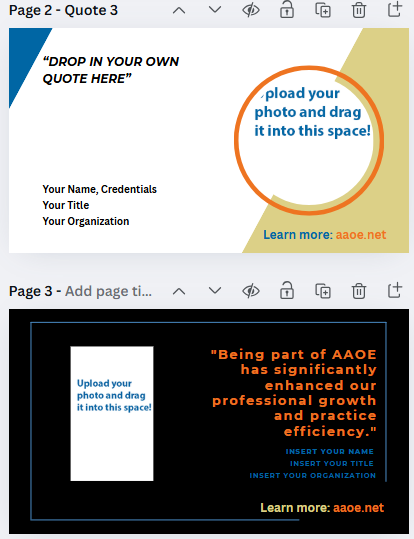 Page 2 - Quote 3
“DROP IN YOUR OWN
QUOTE HERE”
pload your
photo and drag
it into this space!
Your Name, Credentials
Your Title
Your Organization
Learn more: aaoe.net
Page 3 - Add page ti...
"Being part of AAOE
has significantly
enhanced our
professional growth
and practice
efficiency."
Upload your
photo and drag
it into this space!
INSERT YOUR NAME
INSERT YOUR TITLE
INSERT YOUR ORGANIZATION
Learn more: aaoe.net